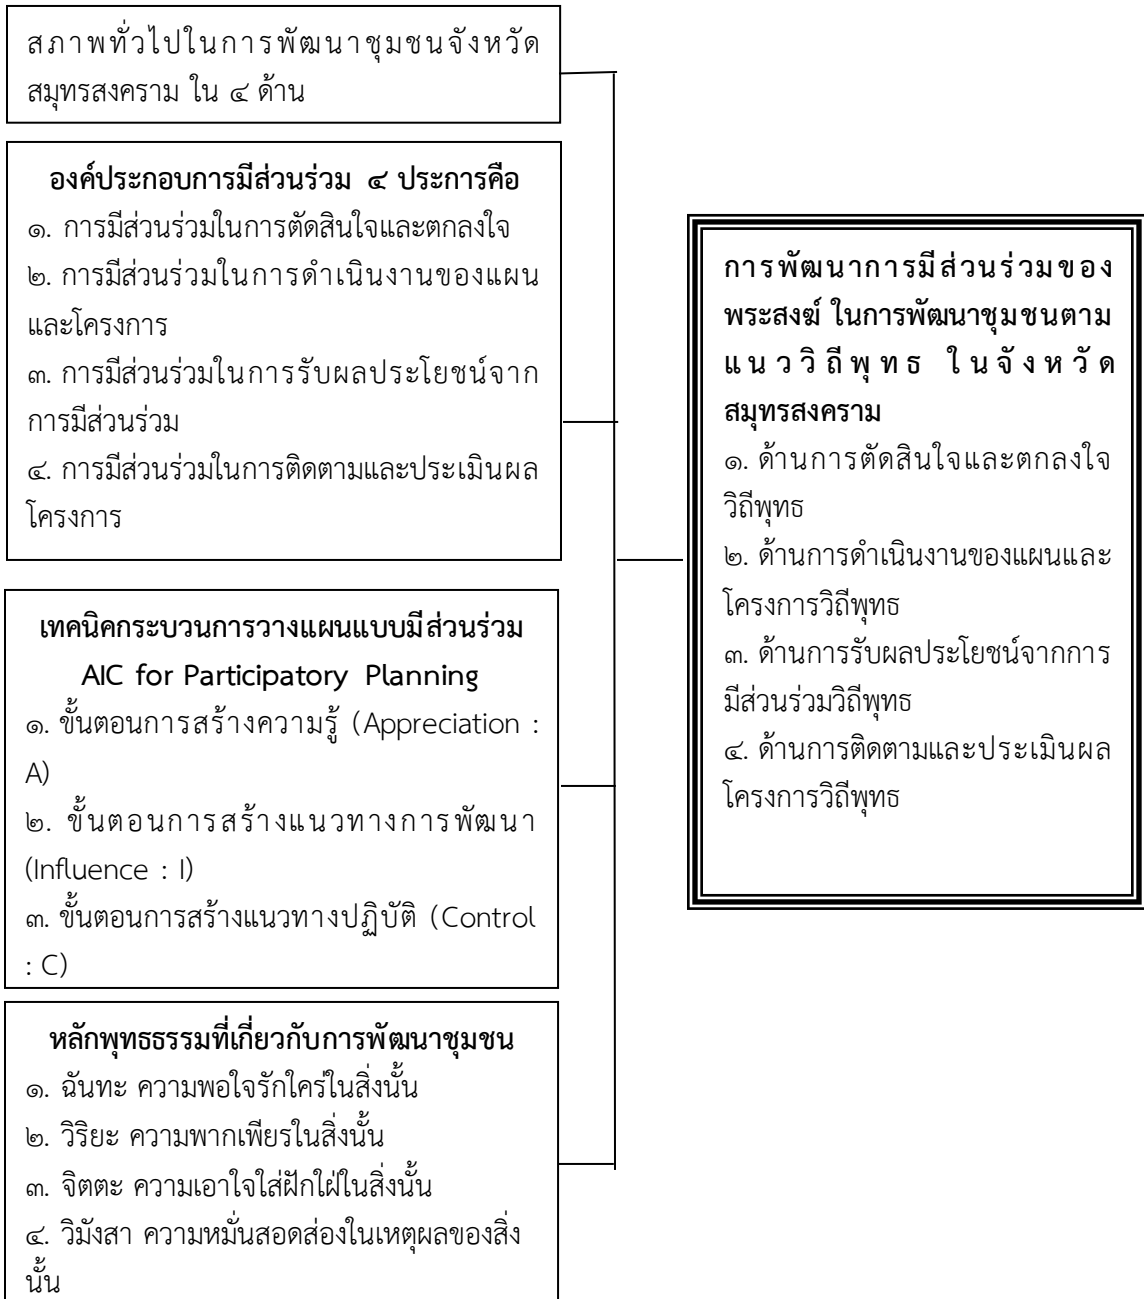 สภาพทั่วไปในการพัฒนาชุมชนจังหวัด
สมุทรสงคราม ใน ๔ ด้าน
องค์ประกอบการมีส่วนร่วม ๔ ประการคือ
๑. การมีส่วนร่วมในการตัดสินใจและตกลงใจ
๒. การมีส่วนร่วมในการดำเนินงานของแผน
และโครงการ
๓. การมีส่วนร่วมในการรับผลประโยชน์จาก
การมีส่วนร่วม
๔. การมีส่วนร่วมในการติดตามและประเมินผล
โครงการ
เทคนิคกระบวนการวางแผนแบบมีส่วนร่วม
AIC for Participatory Planning
๑. ขั้นตอนการสร้างความรู้ (Appreciation :
A)
๒. ขั้นตอนการสร้างแนวทางการพัฒนา
(Influence : I)
๓. ขั้นตอนการสร้างแนวทางปฏิบัติ (Control
: C)
หลักพุทธธรรมที่เกี่ยวกับการพัฒนาชุมชน
๑. ฉันทะ ความพอใจรักใคร่ในสิ่งนั้น
๒. วิริยะ ความพากเพียรในสิ่งนั้น
๓. จิตตะ ความเอาใจใส่ฝักใฝ่ในสิ่งนั้น
๔. วิมังสา ความหมั่นสอดส่องในเหตุผลของสิ่ง
นั้น
การพัฒนาการมีส่วนร่วมของ
พระสงฆ์ ในการพัฒนาชุมชนตาม
แนววิถีพุทธ ในจังหวัด
สมุทรสงคราม
๑. ด้านการตัดสินใจและตกลงใจ
วิถีพุทธ
๒. ด้านการดำเนินงานของแผนและ
โครงการวิถีพุทธ
๓. ด้านการรับผลประโยชน์จากการ
มีส่วนร่วมวิถีพุทธ
๔. ด้านการติดตามและประเมินผล
โครงการวิถีพุทธ